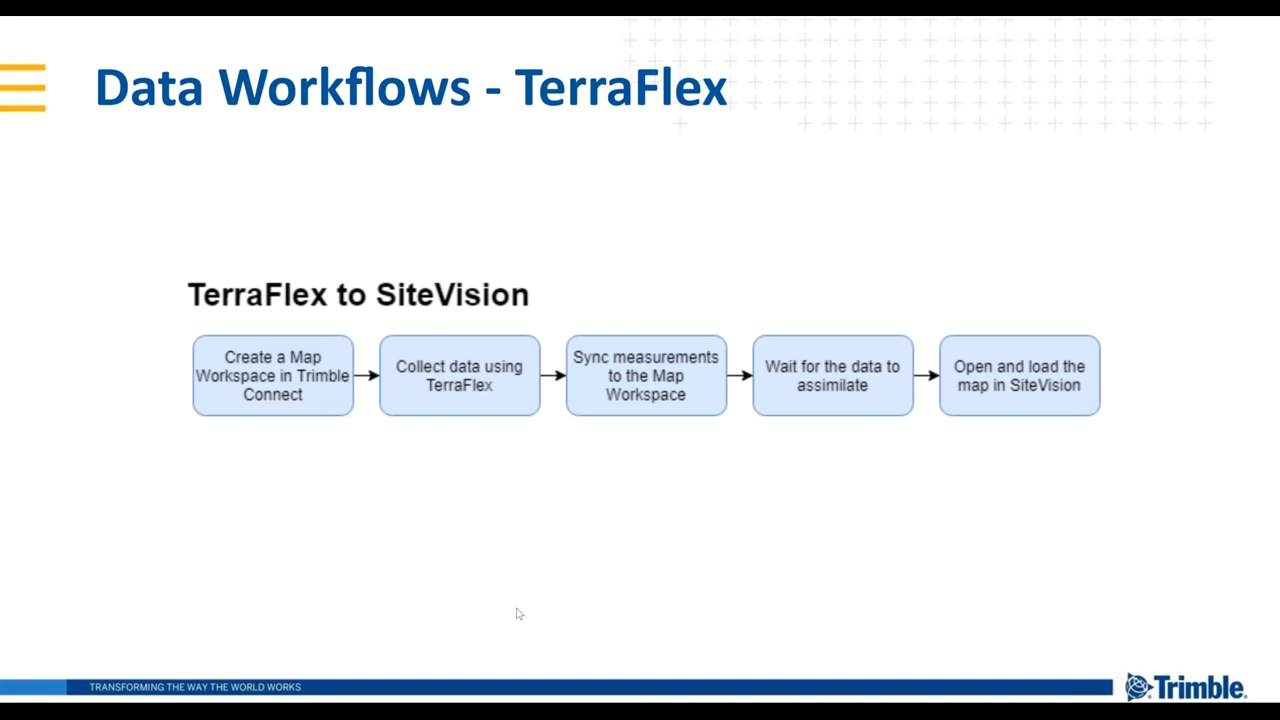 Data Workflows - TerraFlex
TerraFlex to SiteVision
Create a Map
Workspace in Trimble
Connect
Collect data using
TerraFlex
Sync measurements
to the Map
Workspace
Wait for the data to
assimilate
Open and load the
map in SiteVision
TRANSFORMING THE WAY THE WORLD WORKS
Trimble.